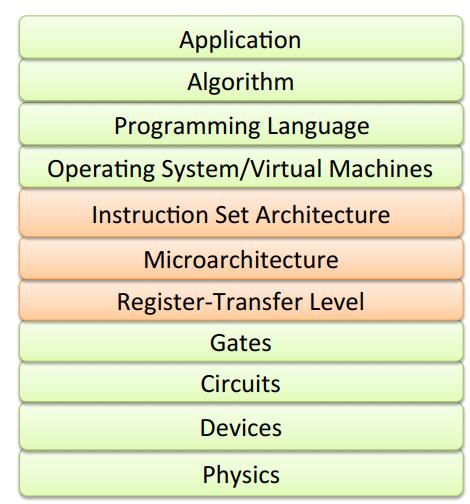 Application
Algorithm
Programming Language
Operating System/Virtual Machines
Instruction Set Architecture
Microarchitecture
Register-Transfer Level
Gates
Circuits
Devices
Physics